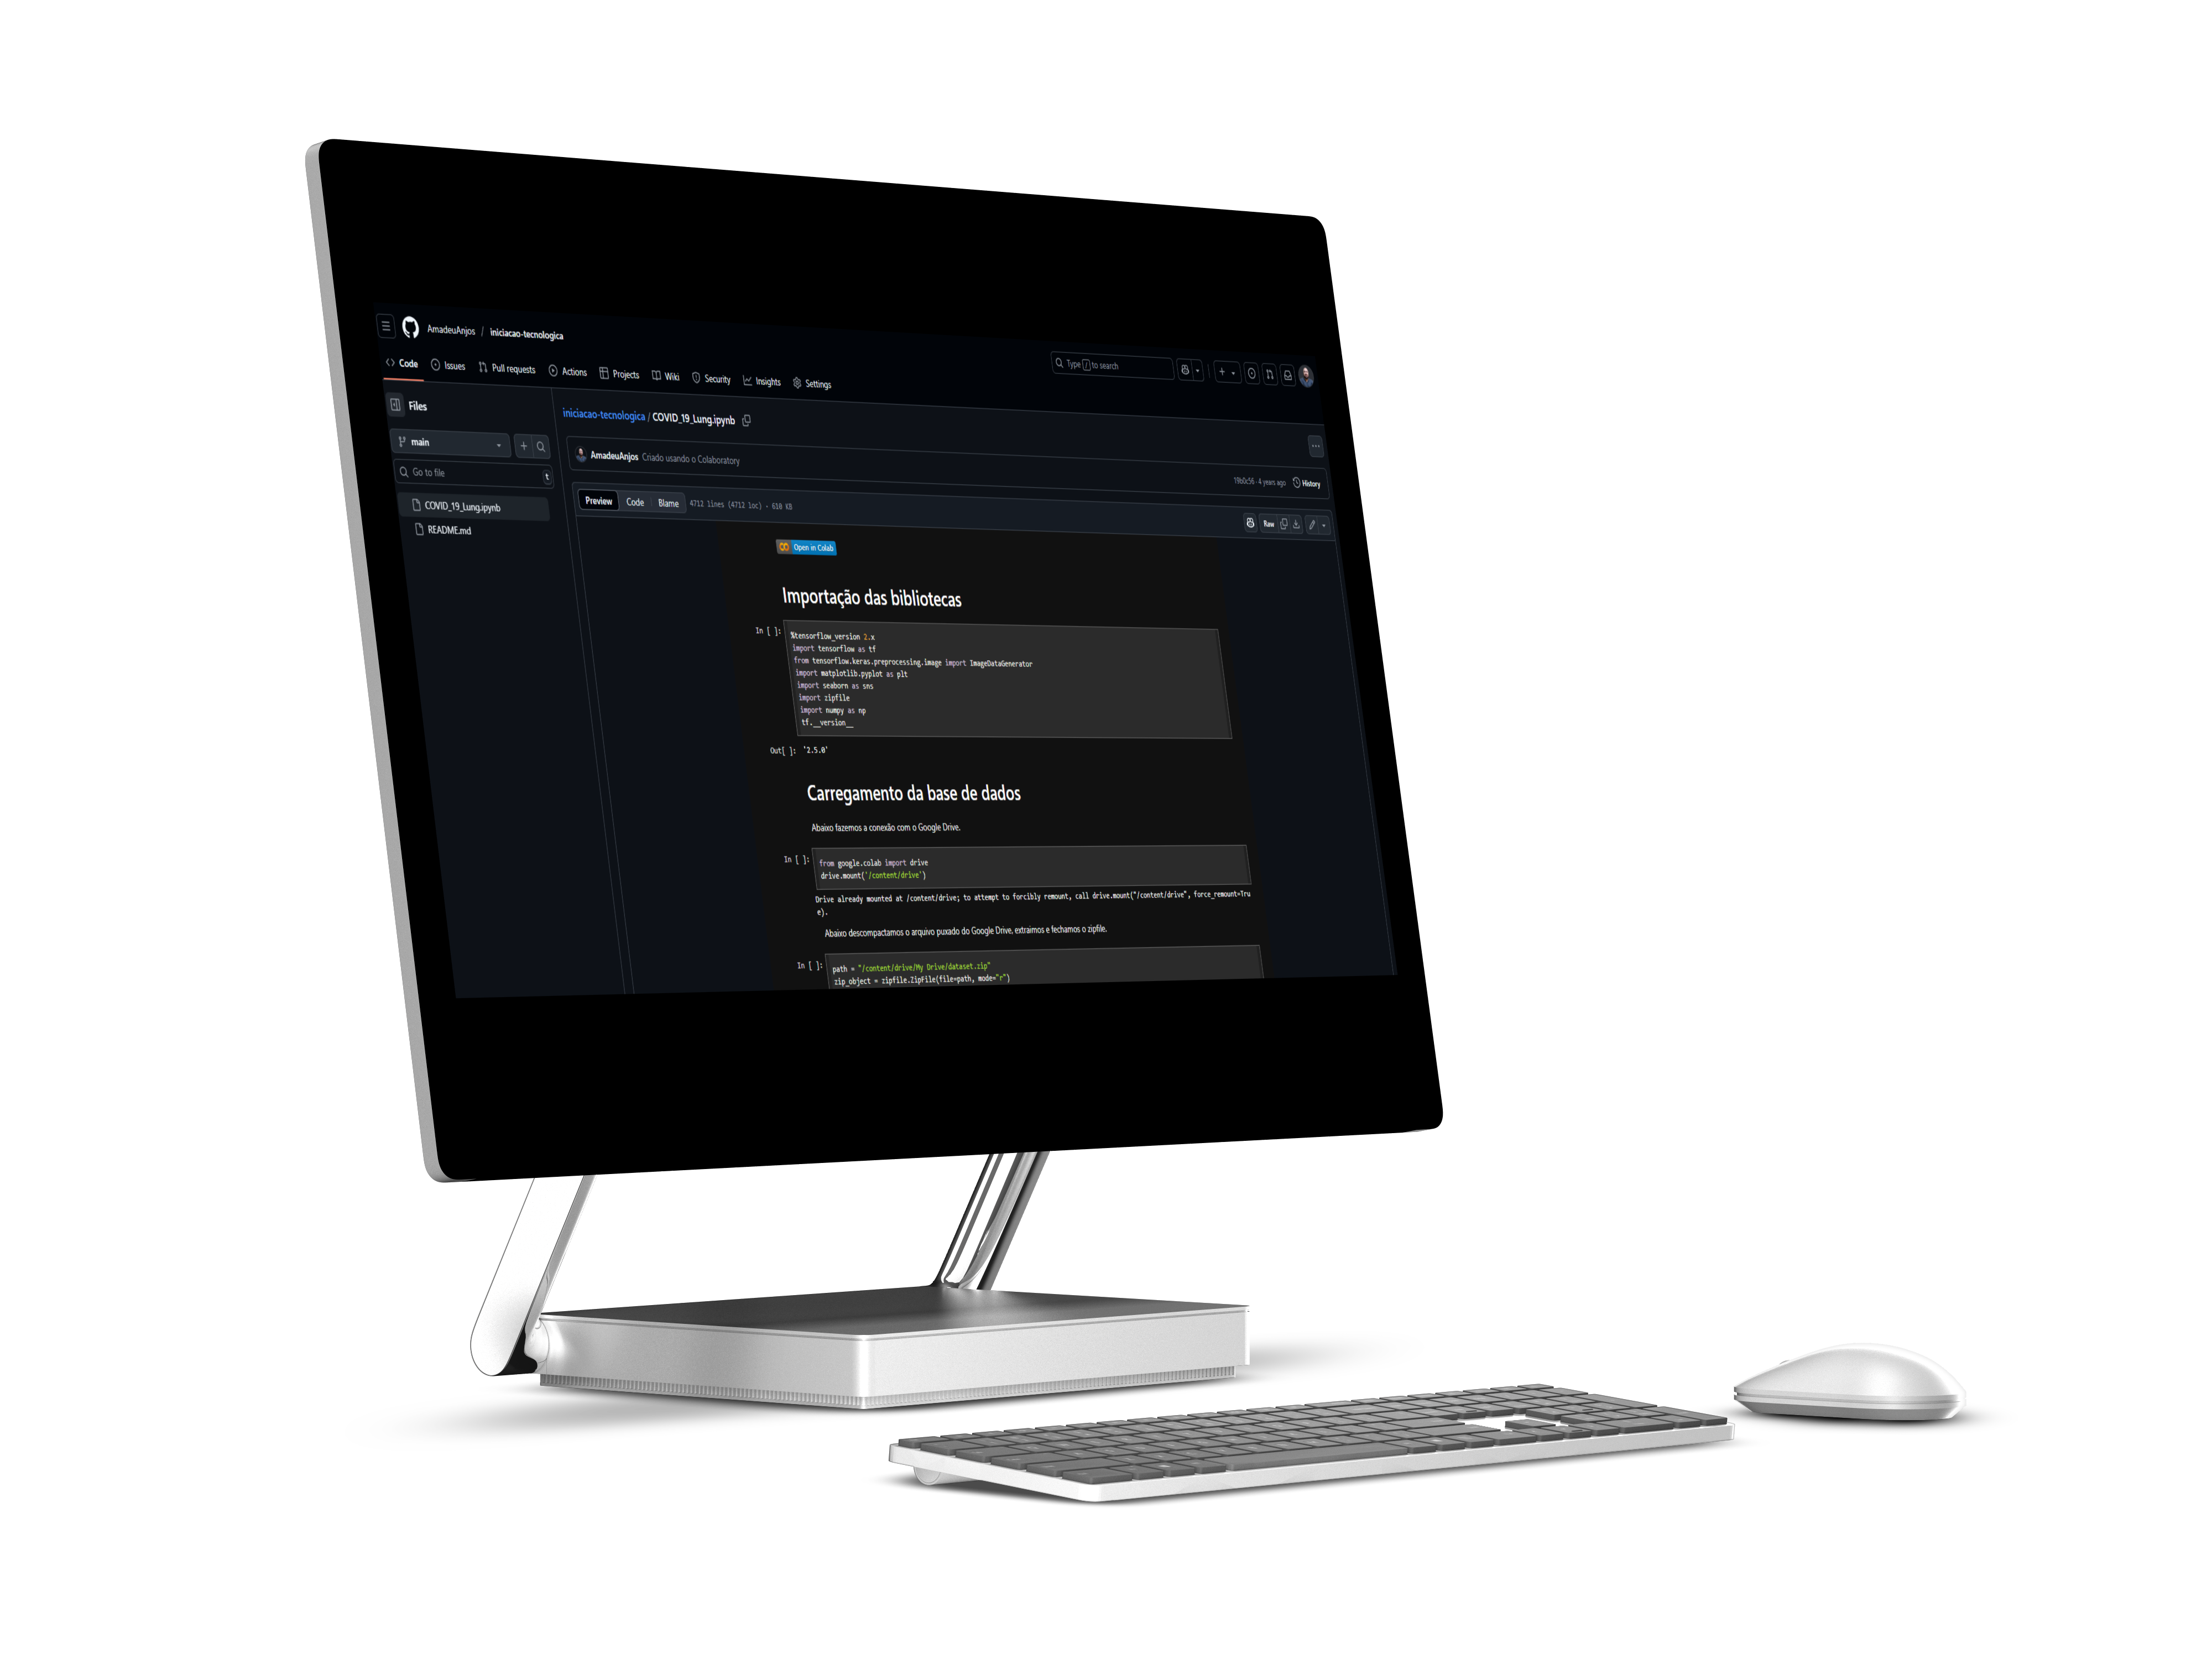 AmadeuAnjos / iniciacao-tecnologica
Type / to search
Code Issues Pull requests Actions Projects Wiki Security Insights Settings
Files
iniciacao-tecnologica / COVID_19_Lung.ipynb
main
AmadeuAnjos Criado usando o Colaboratory
19b0c56 · 4 years ago History
Go to file t
Preview Code Blame 4712 lines (4712 loc) · 610 KB
Raw
COVID_19_Lung.ipynb
README.md
Open in Colab
Importação das bibliotecas
In [ ]: %tensorflow_version 2.x
import tensorflow as tf
from tensorflow.keras.preprocessing.image import ImageDataGenerator
import matplotlib.pyplot as plt
import seaborn as sns
import zipfile
import numpy as np
tf.__version__
Out[ ]: '2.5.0'
Carregamento da base de dados
Abaixo fazemos a conexão com o Google Drive.
In [ ]: from google.colab import drive
drive.mount('/content/drive')
Drive already mounted at /content/drive; to attempt to forcibly remount, call drive.mount("/content/drive", force_remount=Tru
e).
Abaixo descompactamos o arquivo puxado do Google Drive, extraimos e fechamos o zipfile.
In [ ]: path = "/content/drive/My Drive/dataset.zip"
zip_object = zipfile.ZipFile(file=path, mode="r")